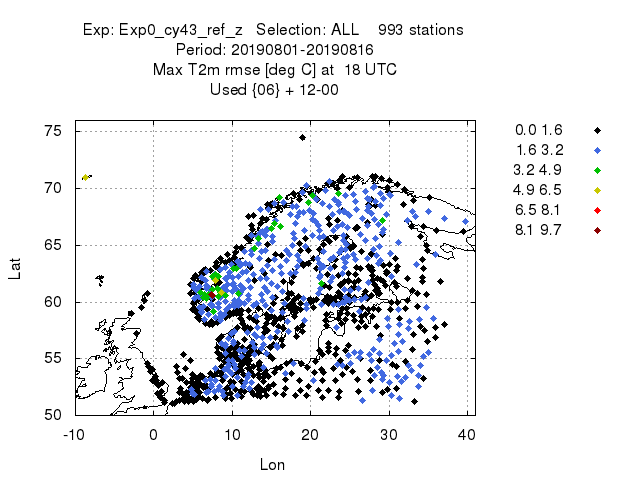 Exp: Exp0_cy43_ref_z Selection: ALL 993 stations
Period: 20190801-20190816
Max T2m rmse [deg C] at 18 UTC
Used {06} + 12-00
75
70
65
60
55
50
-10 0 10 20 30 40
Lat
Lon
0.0 1.6
1.6 3.2
3.2 4.9
4.9 6.5
6.5 8.1
8.1 9.7